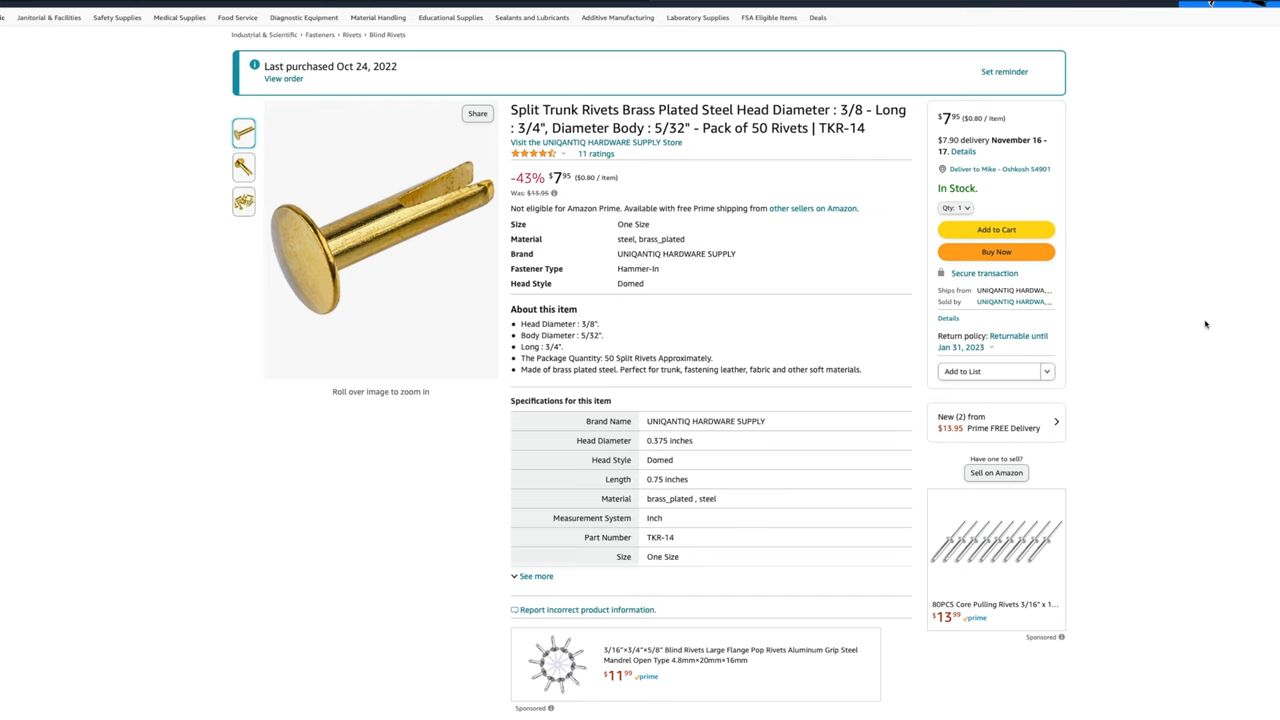 Janitorial & Facilities Safety Supplies Medical Supplies Food Service Diagnostic Equipment Material Handling Educational Supplies Sealants and Lubricants Additive Manufacturing Laboratory Supplies FSA Eligible Items Deals
Industrial & Scientific › Fasteners › Rivets › Blind Rivets
Last purchased Oct 24, 2022
View order
Set reminder
Share
Roll over image to zoom in
Split Trunk Rivets Brass Plated Steel Head Diameter : 3/8 - Long
: 3/4", Diameter Body : 5/32" - Pack of 50 Rivets | TKR-14
Visit the UNIQANTIQ HARDWARE SUPPLY Store
11 ratings
-43% $7.95 ($0.80 / Item)
Was: $13.95
Not eligible for Amazon Prime. Available with free Prime shipping from other sellers on Amazon.
Size One Size
Material steel, brass_plated
Brand UNIQANTIQ HARDWARE SUPPLY
Fastener Type Hammer-In
Head Style Domed
About this item
• Head Diameter : 3/8".
• Body Diameter : 5/32".
• Long : 3/4".
• The Package Quantity: 50 Split Rivets Approximately.
• Made of brass plated steel. Perfect for trunk, fastening leather, fabric and other soft materials.
Specifications for this item
Brand Name UNIQANTIQ HARDWARE SUPPLY
Head Diameter 0.375 inches
Head Style Domed
Length 0.75 inches
Material brass_plated , steel
Measurement System Inch
Part Number TKR-14
Size One Size
See more
Report incorrect product information.
3/16"×3/4"×5/8" Blind Rivets Large Flange Pop Rivets Aluminum Grip Steel
Mandrel Open Type 4.8mm×20mm×16mm
$11.99 prime
Sponsored
$7.95 ($0.80 / Item)
$7.90 delivery November 16 -
17. Details
Deliver to Mike - Oshkosh 54901
In Stock.
Qty: 1
Add to Cart
Buy Now
Secure transaction
Ships from UNIQANTIQ HARDWA...
Sold by UNIQANTIQ HARDWA...
Details
Return policy: Returnable until
Jan 31, 2023
Add to List
New (2) from
$13.95 Prime FREE Delivery
Have one to sell?
Sell on Amazon
80PCS Core Pulling Rivets 3/16" x 1...
$13.99 prime
Sponsored